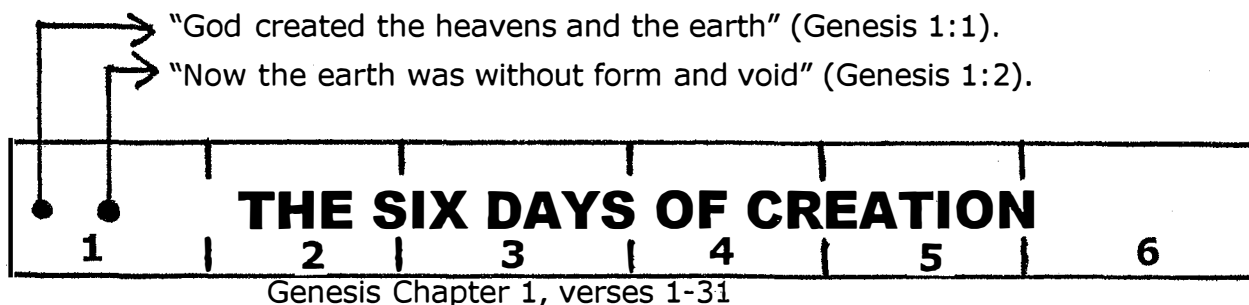 “God created the heavens and the earth” (Genesis 1:1).
“Now the earth was without form and void” (Genesis 1:2).
THE SIX DAYS OF CREATION
1 2 3 4 5 6
Genesis Chapter 1, verses 1-31